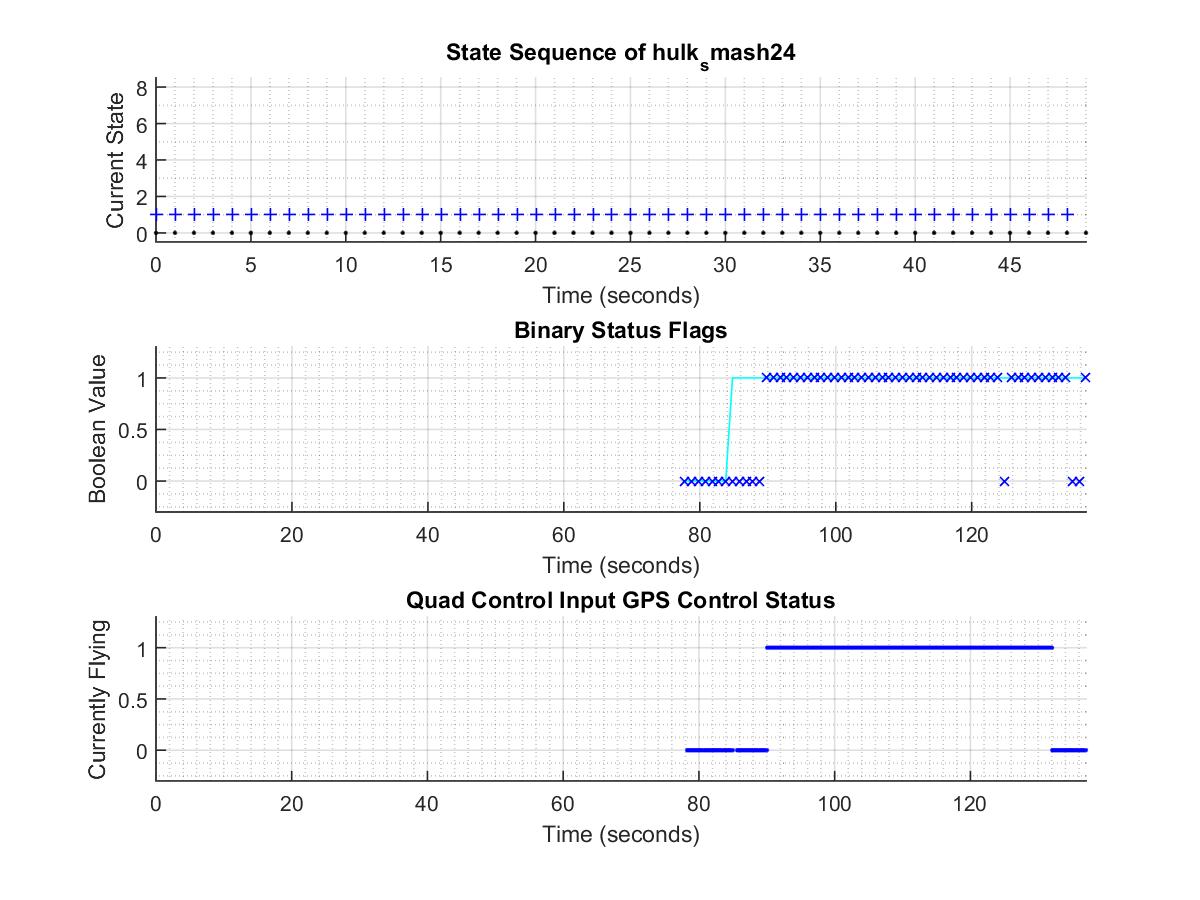 State Sequence of hulk_smash24
Current State
8
6
4
2
0
0 5 10 15 20 25 30 35 40 45
Time (seconds)
Binary Status Flags
Boolean Value
1
0.5
0
0 20 40 60 80 100 120
Time (seconds)
Quad Control Input GPS Control Status
Currently Flying
1
0.5
0
0 20 40 60 80 100 120
Time (seconds)